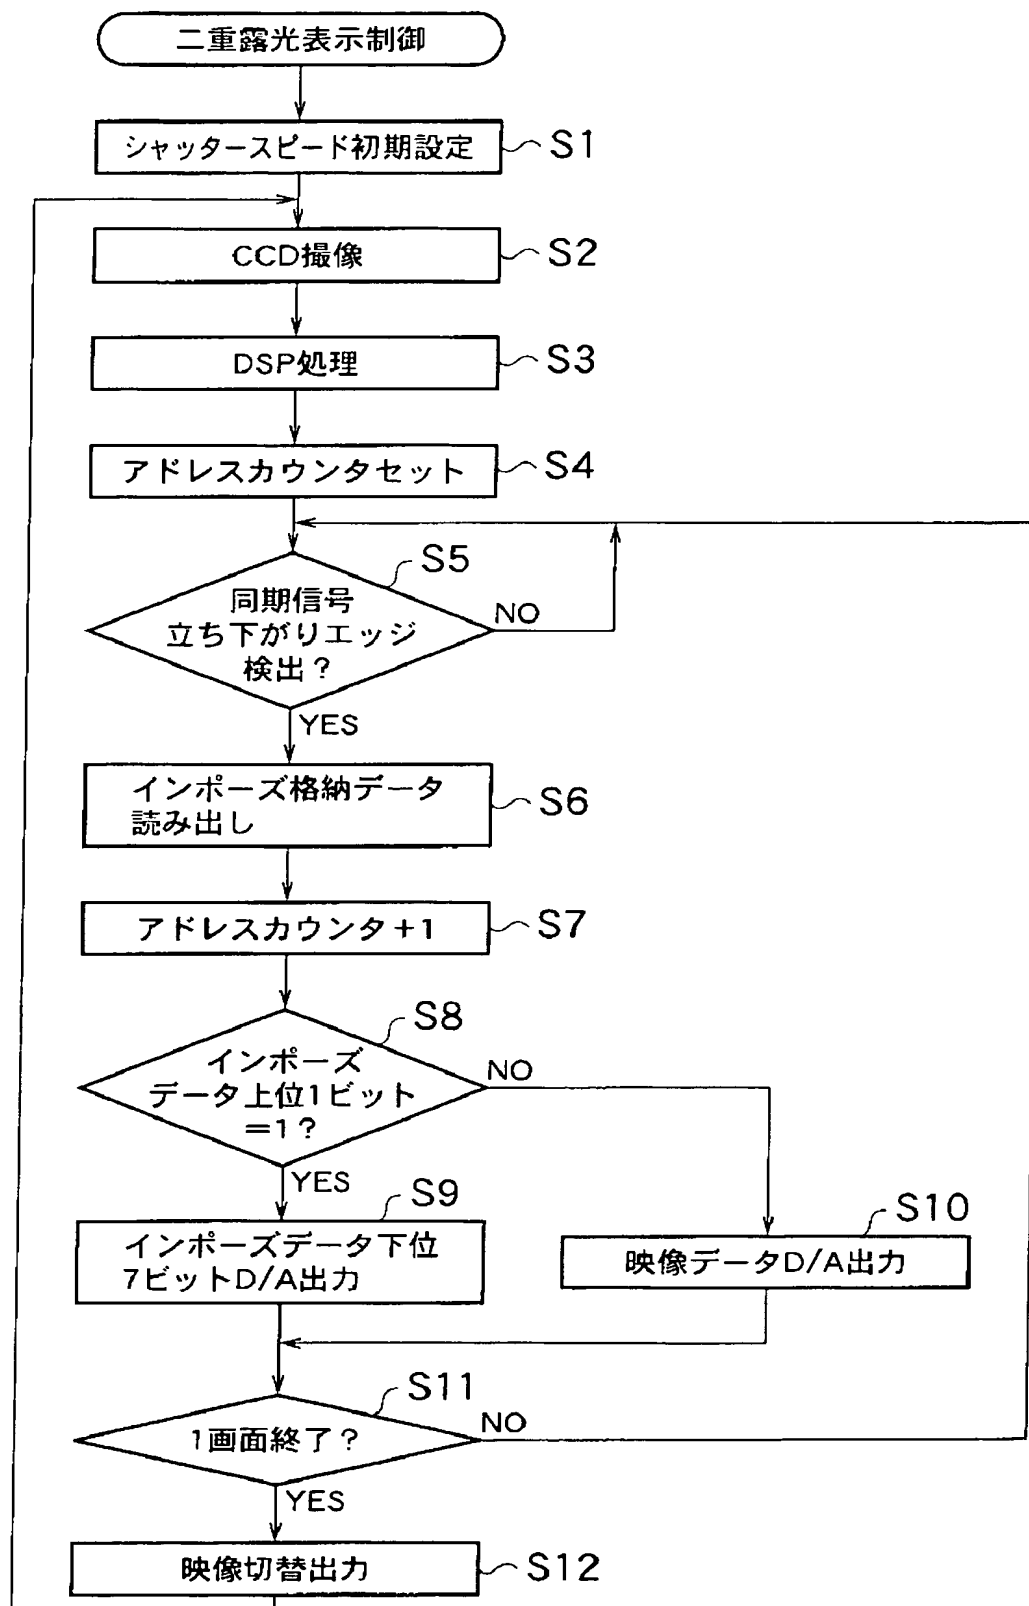 二重露光表示制御
シャッタースピード初期設定
S1
CCD撮像
S2
DSP処理
S3
アドレスカウンタセット
S4
S5
同期信号
立ち下がりエッジ
検出？
NO
YES
インポーズ格納データ
読み出し
S6
アドレスカウンタ+1
S7
S8
インポーズ
データ上位1ビット
=1？
NO
YES
S9
インポーズデータ下位
7ビットD/A出力
S10
映像データD/A出力
S11
1画面終了？
NO
YES
映像切替出力
S12